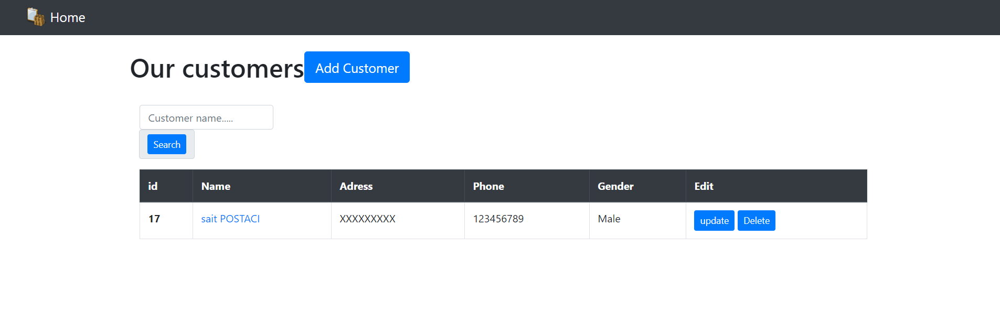 Home
Our customers Add Customer
Customer name.....
Search
id Name Adress Phone Gender Edit
17 sait POSTACI XXXXXXXXX 123456789 Male update Delete